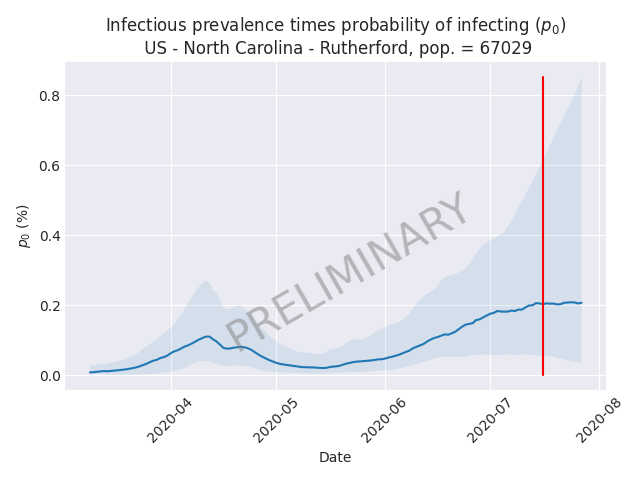 Infectious prevalence times probability of infecting (p₀)
US - North Carolina - Rutherford, pop. = 67029
p₀ (%)
0.8
0.6
0.4
0.2
0.0
PRELIMINARY
2020-04
2020-05
2020-06
2020-07
2020-08
Date